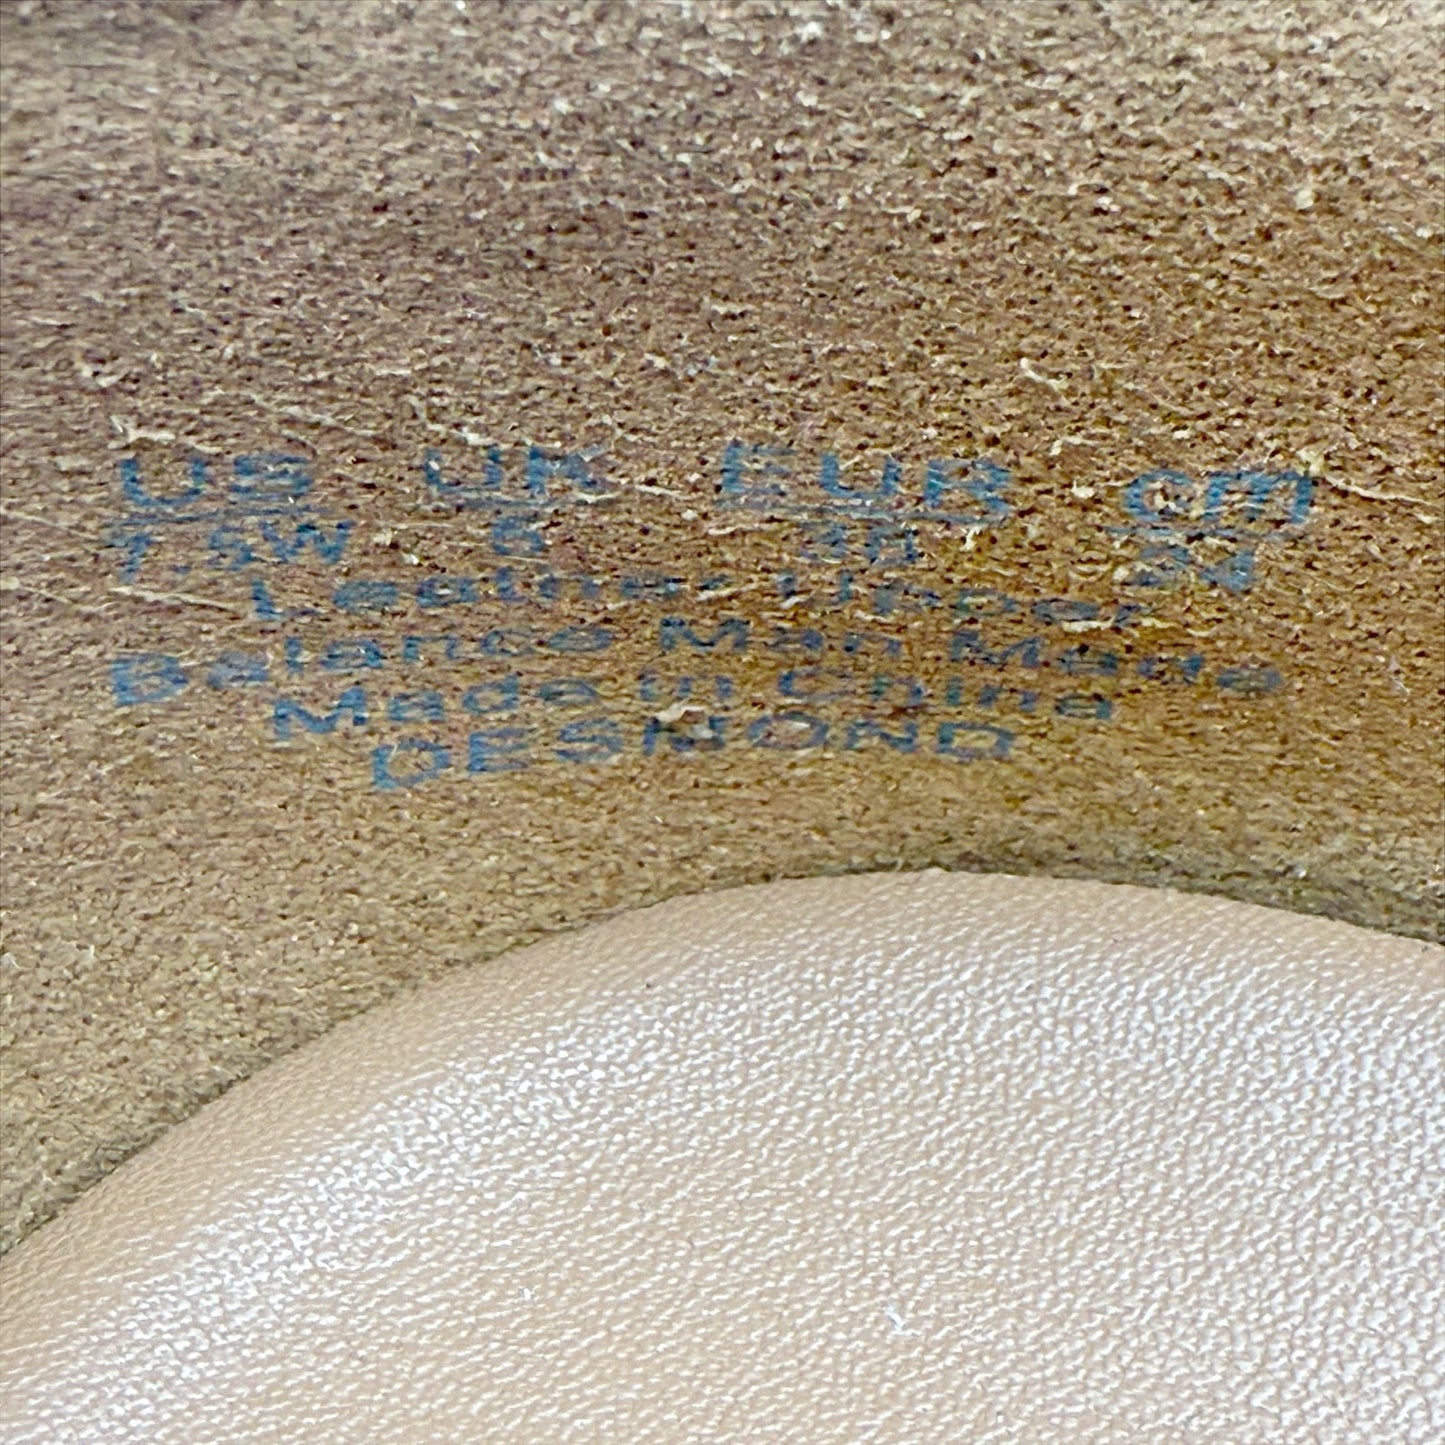 US UK EUR cm
7.5W 5 38 24
Leather Upper
Balance Man Made
Made in China
DESMOND